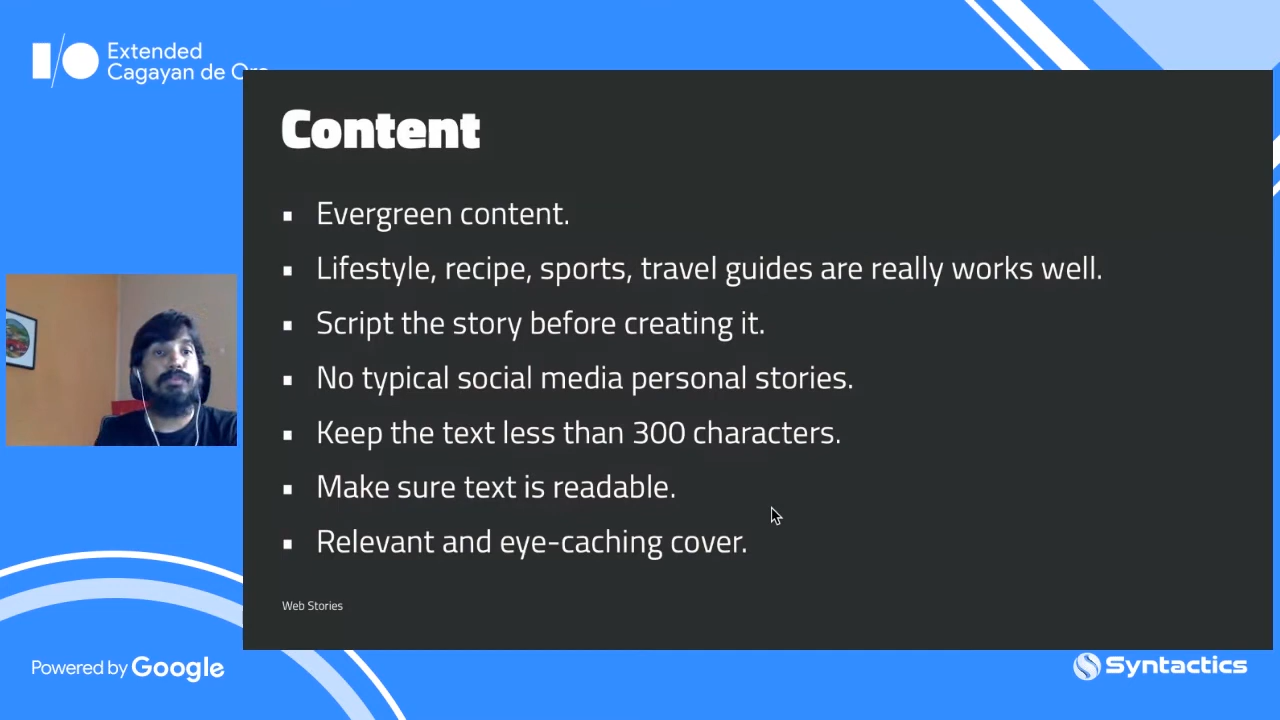 I/O Extended
Cagayan de Oro
Content
▪ Evergreen content.
▪ Lifestyle, recipe, sports, travel guides are really works well.
▪ Script the story before creating it.
▪ No typical social media personal stories.
▪ Keep the text less than 300 characters.
▪ Make sure text is readable.
▪ Relevant and eye-caching cover.
Web Stories
Powered by Google
Syntactics